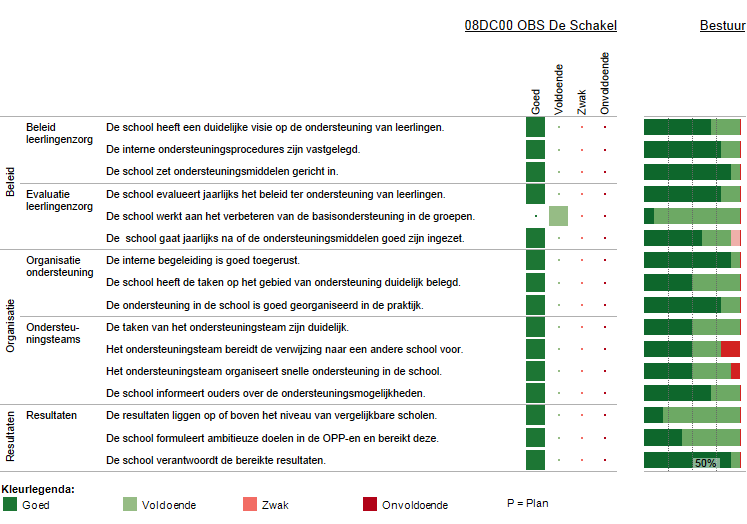 08DC00 OBS De Schakel Bestuur
Goed Voldoende Zwak Onvoldoende
Beleid
Beleid leerlingenzorg
De school heeft een duidelijke visie op de ondersteuning van leerlingen.
De interne ondersteuningsprocedures zijn vastgelegd.
De school zet ondersteuningsmiddelen gericht in.
Evaluatie leerlingenzorg
De school evalueert jaarlijks het beleid ter ondersteuning van leerlingen.
De school werkt aan het verbeteren van de basisondersteuning in de groepen.
De school gaat jaarlijks na of de ondersteuningsmiddelen goed zijn ingezet.
Organisatie
Organisatie ondersteuning
De interne begeleiding is goed toegerust.
De school heeft de taken op het gebied van ondersteuning duidelijk belegd.
De ondersteuning in de school is goed georganiseerd in de praktijk.
Ondersteu-
ningsteams
De taken van het ondersteuningsteam zijn duidelijk.
Het ondersteuningsteam bereidt de verwijzing naar een andere school voor.
Het ondersteuningsteam organiseert snelle ondersteuning in de school.
De school informeert ouders over de ondersteuningsmogelijkheden.
Resultaten
Resultaten
De resultaten liggen op of boven het niveau van vergelijkbare scholen.
De school formuleert ambitieuze doelen in de OPP-en en bereikt deze.
De school verantwoordt de bereikte resultaten.
50%
Kleurlegenda:
Goed Voldoende Zwak Onvoldoende P = Plan